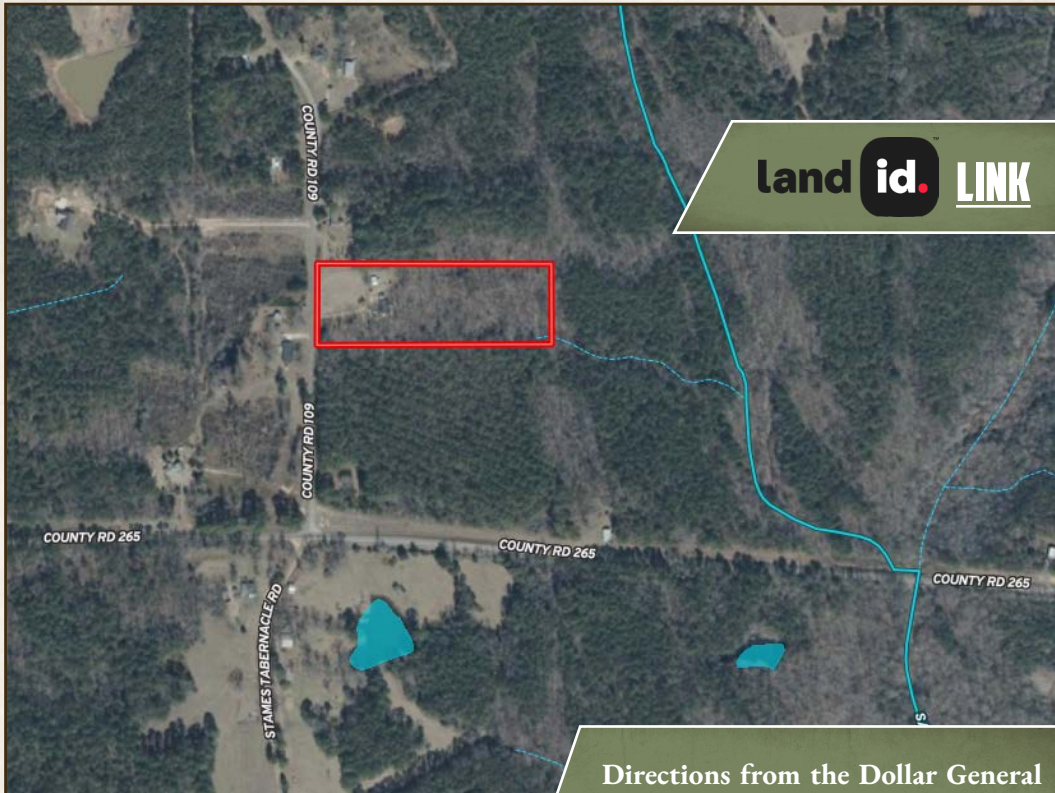 COUNTY RD 109
land id.™ LINK
COUNTY RD 109
COUNTY RD 265
COUNTY RD 265
COUNTY RD 265
STAMES TABERNACLE RD
Directions from the Dollar General